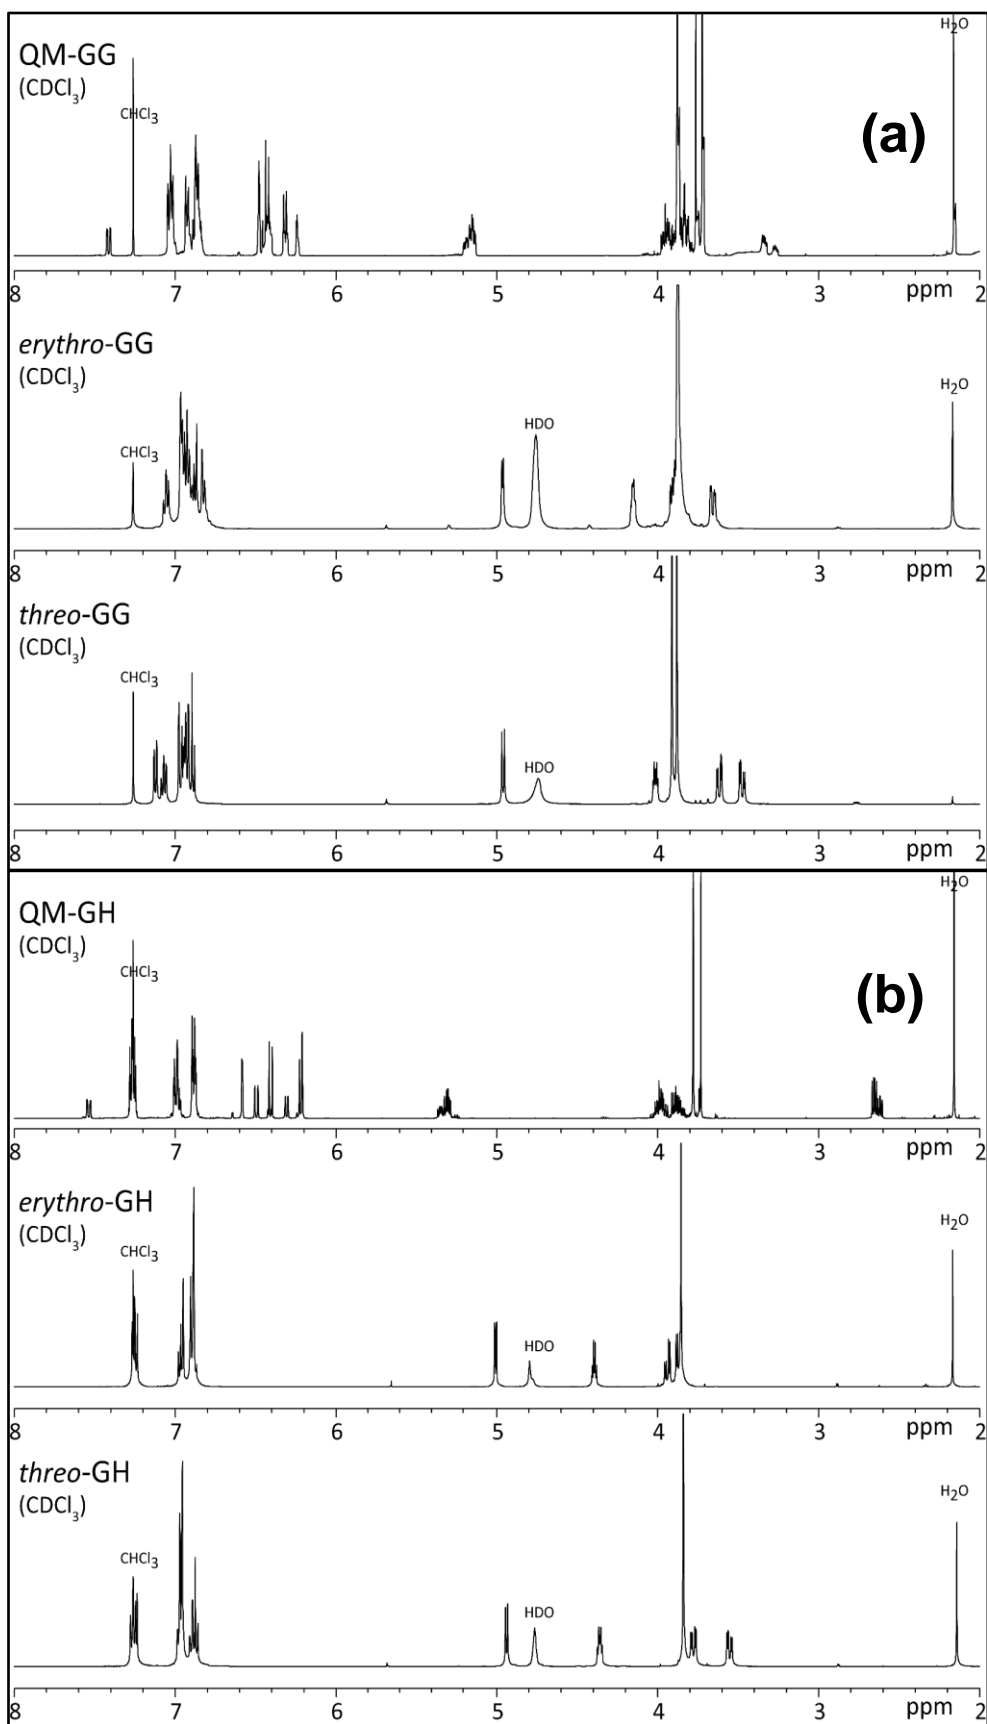 H2O
QM-GG
(CDCl3)
CHCl3
(a)
8 7 6 5 4 3 ppm 2
erythro-GG
(CDCl3)
H2O
HDO
CHCl3
8 7 6 5 4 3 ppm 2
threo-GG
(CDCl3)
CHCl3
HDO
8 7 6 5 4 3 ppm 2
H2O
QM-GH
(CDCl3)
CHCl3
(b)
8 7 6 5 4 3 ppm 2
erythro-GH
(CDCl3)
H2O
CHCl3
HDO
8 7 6 5 4 3 ppm 2
threo-GH
(CDCl3)
H2O
CHCl3
HDO
8 7 6 5 4 3 ppm 2